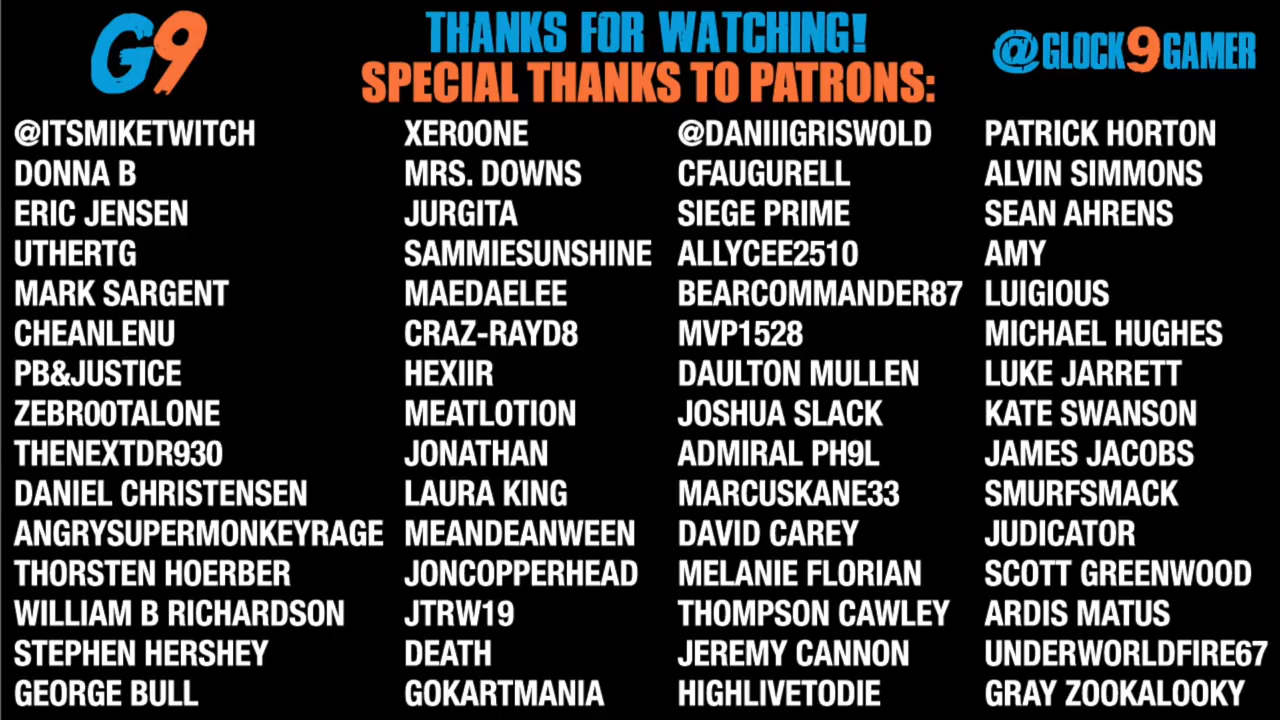 G9
THANKS FOR WATCHING!
SPECIAL THANKS TO PATRONS:
@GLOCK9GAMER
@ITSMIKETWITCH
DONNA B
ERIC JENSEN
UTHERTG
MARK SARGENT
CHEANLENU
PB&JUSTICE
ZEBR00TALONE
THENEXTDR930
DANIEL CHRISTENSEN
ANGRYSUPERMONKEYRAGE
THORSTEN HOERBER
WILLIAM B RICHARDSON
STEPHEN HERSHEY
GEORGE BULL
XER0ONE
MRS. DOWNS
JURGITA
SAMMIESUNSHINE
MAEDAELEE
CRAZ-RAYD8
HEXIIR
MEATLOTION
JONATHAN
LAURA KING
MEANDEANWEEN
JONCOPPERHEAD
JTRW19
DEATH
GOKARTMANIA
@DANIIIGRISWOLD
CFAUGURELL
SIEGE PRIME
ALLYCEE2510
BEARCOMMANDER87
MVP1528
DAULTON MULLEN
JOSHUA SLACK
ADMIRAL PH9L
MARCUSKANE33
DAVID CAREY
MELANIE FLORIAN
THOMPSON CAWLEY
JEREMY CANNON
HIGHLIVETODIE
PATRICK HORTON
ALVIN SIMMONS
SEAN AHRENS
AMY
LUIGIOUS
MICHAEL HUGHES
LUKE JARRETT
KATE SWANSON
JAMES JACOBS
SMURFSMACK
JUDICATOR
SCOTT GREENWOOD
ARDIS MATUS
UNDERWORLDFIRE67
GRAY ZOOKALOOKY